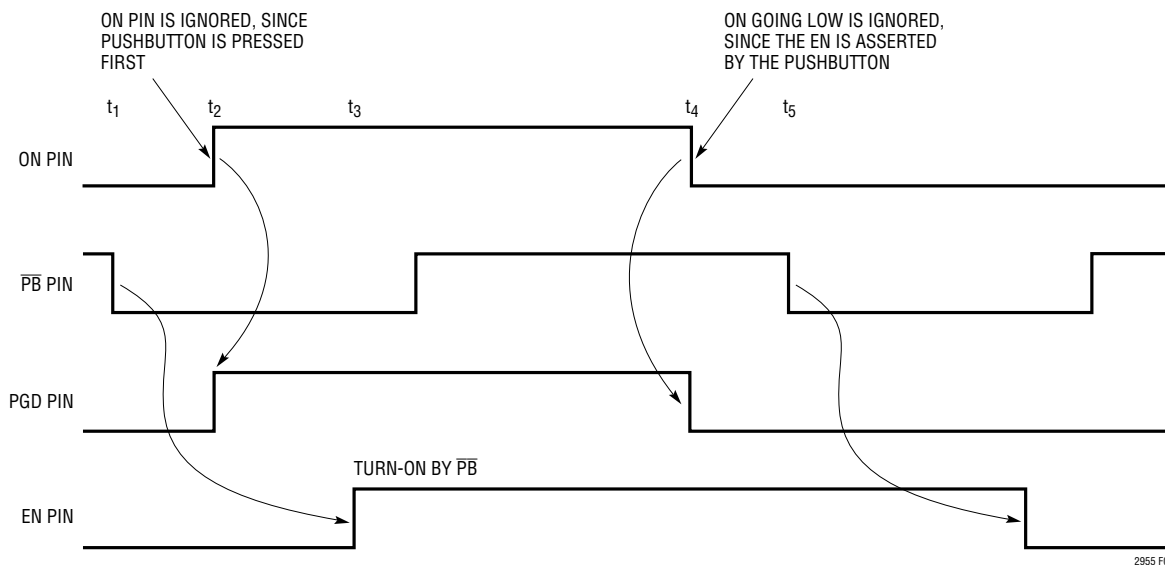 ON PIN IS IGNORED, SINCE
PUSHBUTTON IS PRESSED
FIRST
ON GOING LOW IS IGNORED,
SINCE THE EN IS ASSERTED
BY THE PUSHBUTTON
t1 t2 t3 t4 t5
ON PIN
PB PIN
PGD PIN
TURN-ON BY PB
EN PIN
2955